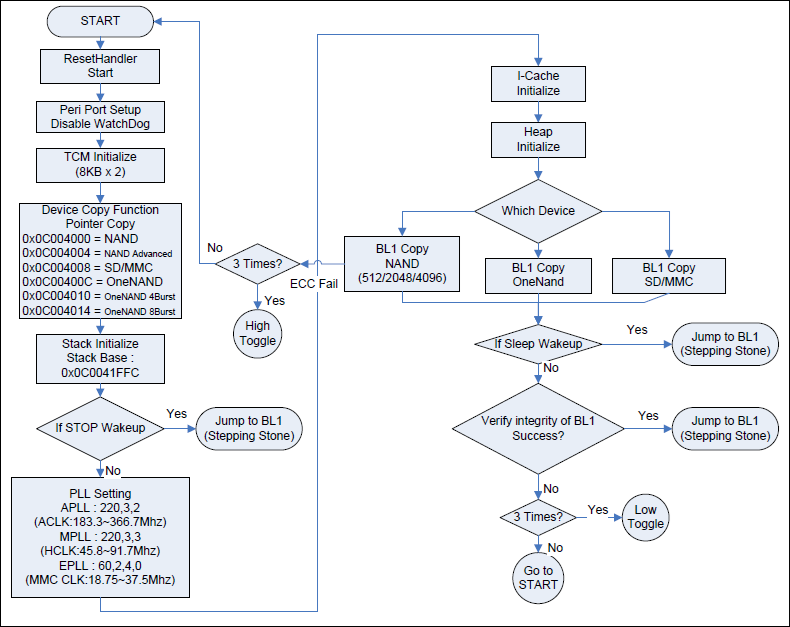 START
ResetHandler
Start
Peri Port Setup
Disable WatchDog
TCM Initialize
(8KB x 2)
Device Copy Function
Pointer Copy
0x0C004000 = NAND
0x0C004004 = NAND Advanced
0x0C004008 = SD/MMC
0x0C00400C = OneNAND
0x0C004010 = OneNAND 4Burst
0x0C004014 = OneNAND 8Burst
Stack Initialize
Stack Base :
0x0C0041FFC
If STOP Wakeup
Yes
Jump to BL1
(Stepping Stone)
No
PLL Setting
APLL : 220,3,2
(ACLK:183.3~366.7Mhz)
MPLL : 220,3,3
(HCLK:45.8~91.7Mhz)
EPLL : 60,2,4,0
(MMC CLK:18.75~37.5Mhz)
I-Cache
Initialize
Heap
Initialize
Which Device
BL1 Copy
NAND
(512/2048/4096)
BL1 Copy
OneNand
BL1 Copy
SD/MMC
ECC Fail
3 Times?
No
Yes
High
Toggle
If Sleep Wakeup
Yes
Jump to BL1
(Stepping Stone)
No
Verify integrity of BL1
Success?
Yes
Jump to BL1
(Stepping Stone)
No
3 Times?
Yes
Low
Toggle
No
Go to
START